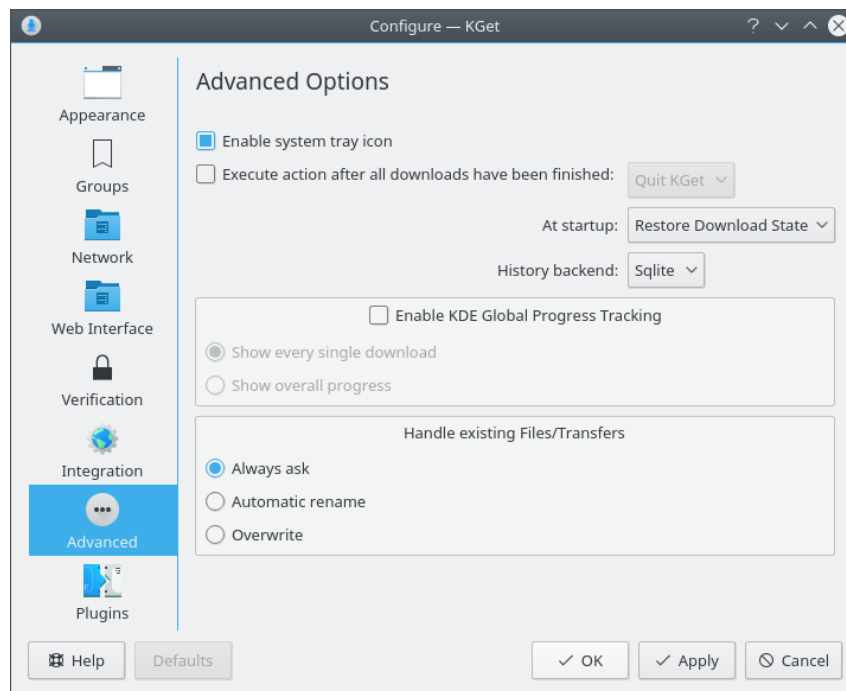 Configure — KGet
Appearance
Groups
Network
Web Interface
Verification
Integration
Advanced
Plugins
Advanced Options
Enable system tray icon
Execute action after all downloads have been finished: Quit KGet
At startup: Restore Download State
History backend: Sqlite
Enable KDE Global Progress Tracking
Show every single download
Show overall progress
Handle existing Files/Transfers
Always ask
Automatic rename
Overwrite
Help Defaults OK Apply Cancel